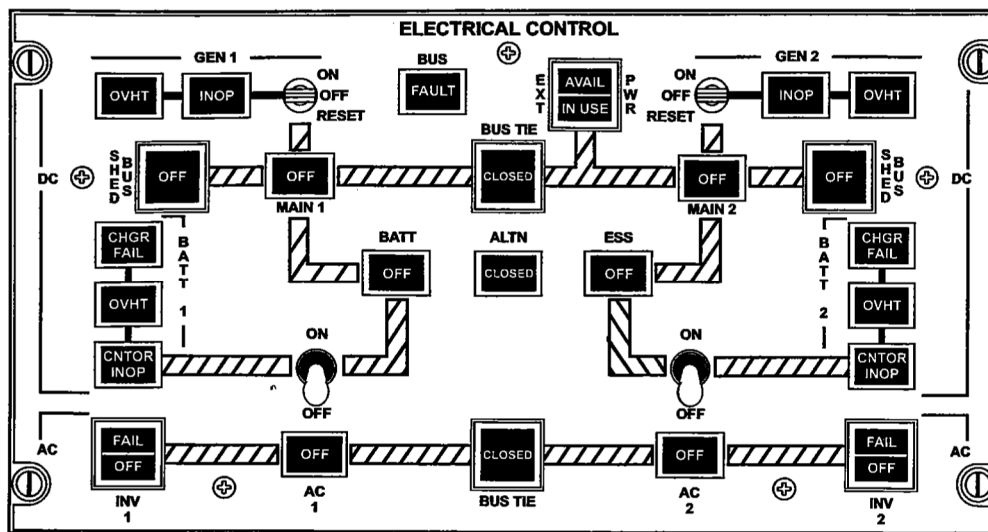 ELECTRICAL CONTROL
GEN 1
OVHT
INOP
ON
OFF
RESET
BUS
FAULT
EXT
AVAIL
IN USE
PWR
GEN 2
ON
OFF
RESET
INOP
OVHT
DC
SHED
BUS
OFF
OFF
MAIN 1
BUS TIE
CLOSED
OFF
MAIN 2
OFF
SHED
BUS
DC
CHGR
FAIL
OVHT
CNTOR
INOP
BATT 1
BATT
OFF
ALTN
CLOSED
ESS
OFF
BATT 2
CHGR
FAIL
OVHT
CNTOR
INOP
ON
OFF
ON
OFF
AC
FAIL
OFF
INV
1
OFF
AC
1
CLOSED
BUS TIE
OFF
AC
2
FAIL
OFF
INV
2
AC